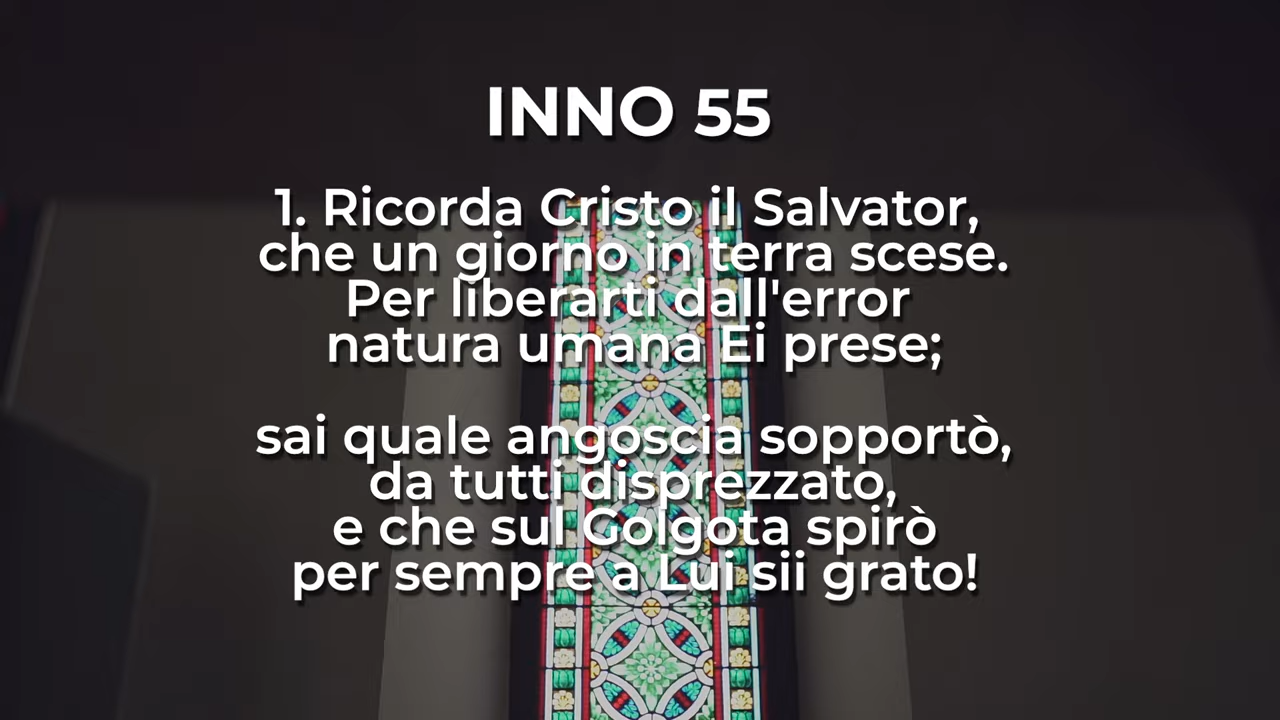 INNO 55
1. Ricorda Cristo il Salvator,
che un giorno in terra scese.
Per liberarti dall'error
natura umana Ei prese;
sai quale angoscia sopportò,
da tutti disprezzato,
e che sul Golgota spirò
per sempre a Lui sii grato!